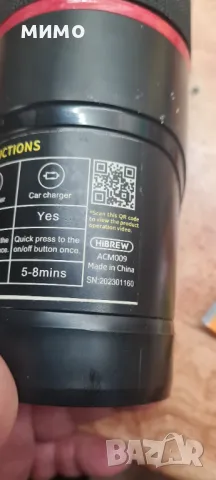 МИМО
CTIONS
Car charger
Yes
Quick press to the
on/off button once.
5-8mins
*Scan this QR code
to view the product
operation video.
HiBREW
ACM009
Made in China
SN:202301160
BAZAR